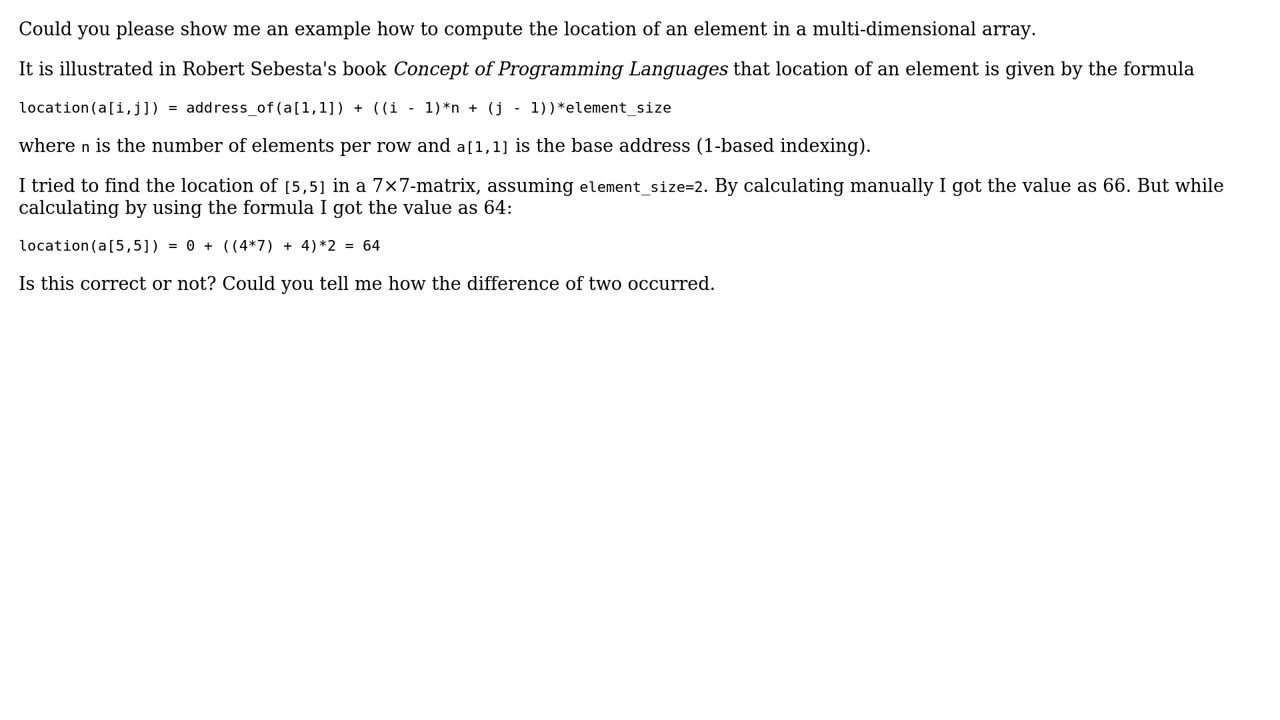 Could you please show me an example how to compute the location of an element in a multi-dimensional array.
It is illustrated in Robert Sebesta's book Concept of Programming Languages that location of an element is given by the formula
location(a[i,j]) = address_of(a[1,1]) + ((i - 1)*n + (j - 1))*element_size
where n is the number of elements per row and a[1,1] is the base address (1-based indexing).
I tried to find the location of [5,5] in a 7×7-matrix, assuming element_size=2. By calculating manually I got the value as 66. But while
calculating by using the formula I got the value as 64:
location(a[5,5]) = 0 + ((4*7) + 4)*2 = 64
Is this correct or not? Could you tell me how the difference of two occurred.